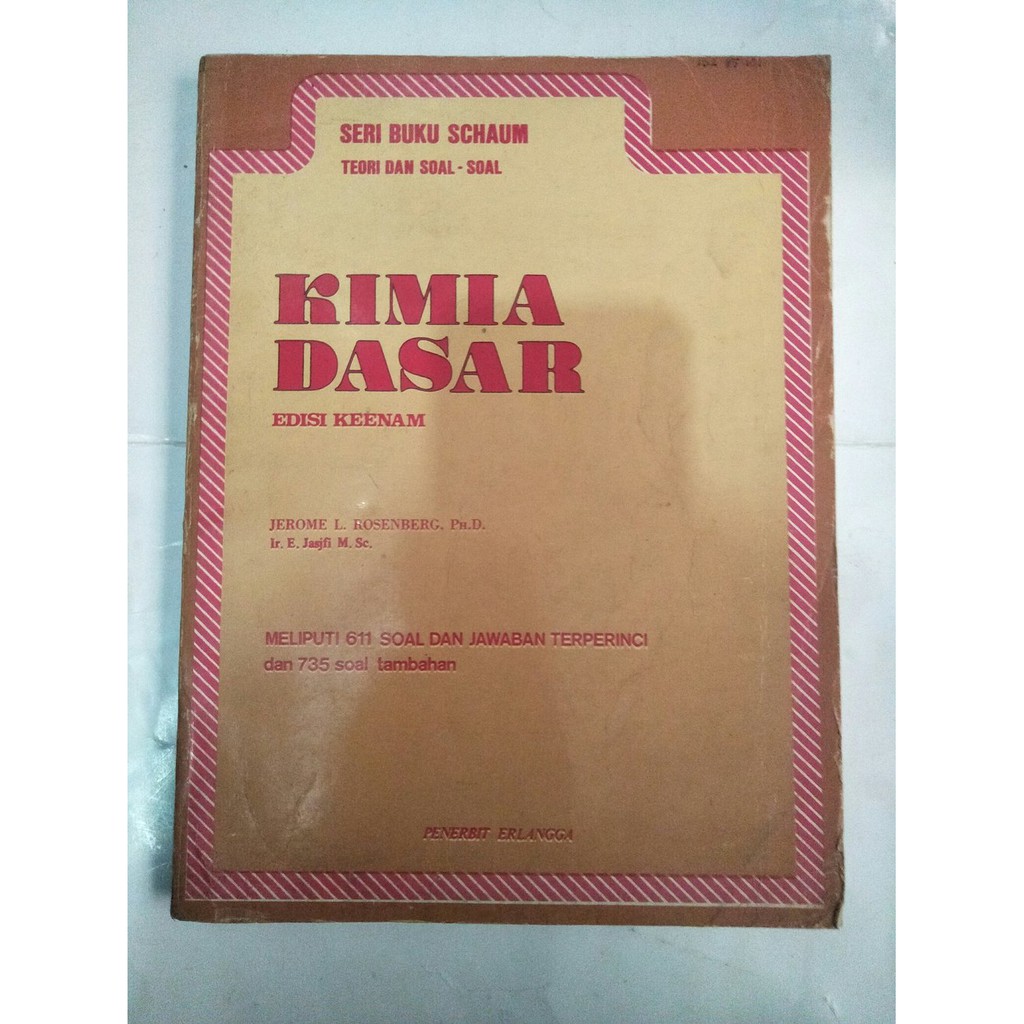 SERI BUKU SCHAUM
TEORI DAN SOAL - SOAL
KIMIA
DASAR
EDISI KEENAM
JEROME L. ROSENBERG, PH.D.
Ir. E. Jasjfi M. Sc.
MELIPUTI 611 SOAL DAN JAWABAN TERPERINCI
dan 735 soal tambahan
PENERBIT ERLANGGA